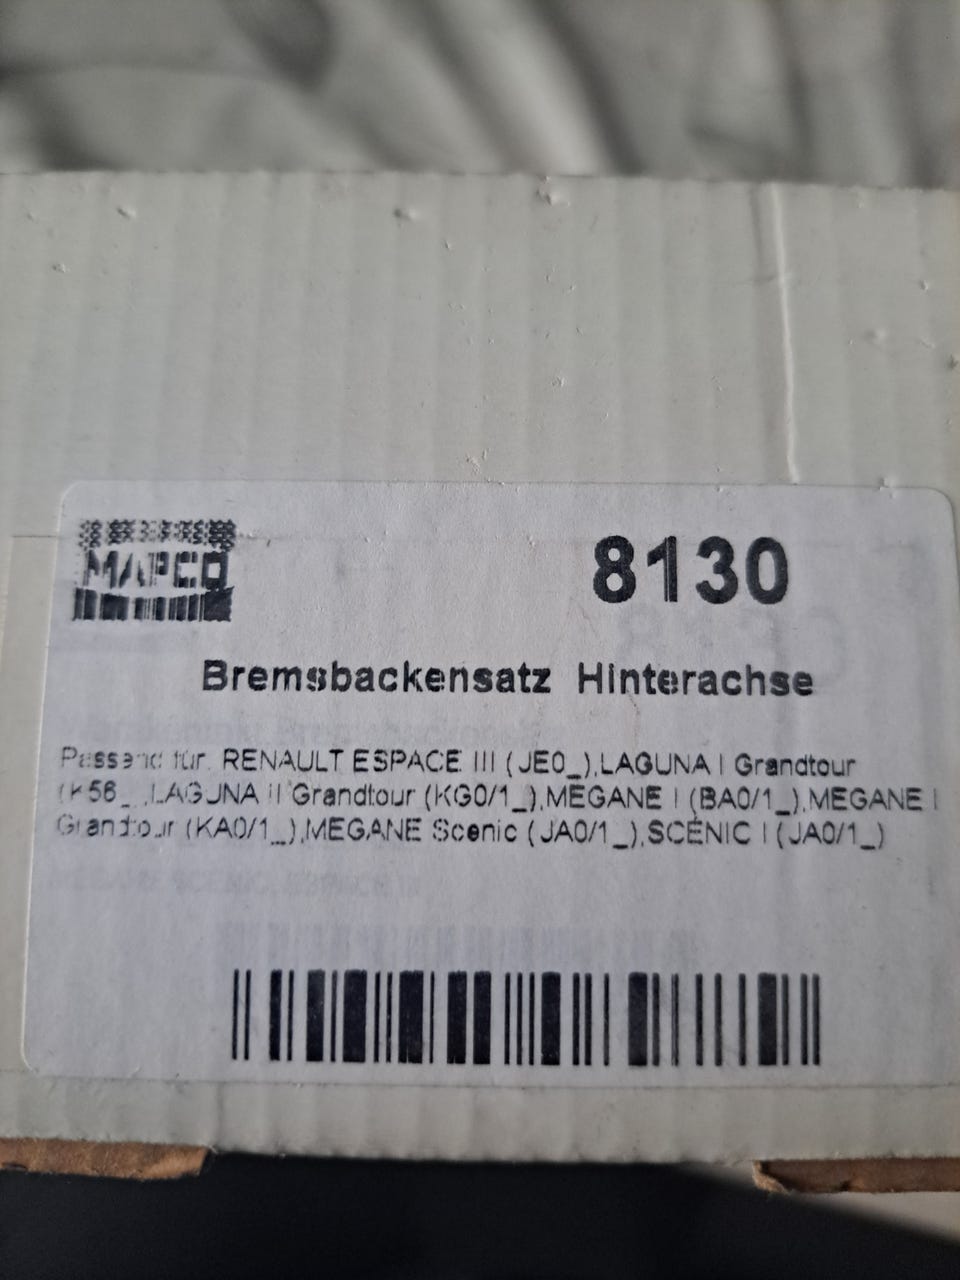 MAPCO
8130
Bremsbackensatz Hinterachse
Passend für: RENAULT ESPACE III (JE0_),LAGUNA I Grandtour
(K56_),LAGUNA II Grandtour (KG0/1_),MEGANE I (BA0/1_),MEGANE I
Grandtour (KA0/1_),MEGANE Scenic (JA0/1_),SCÉNIC I (JA0/1_)